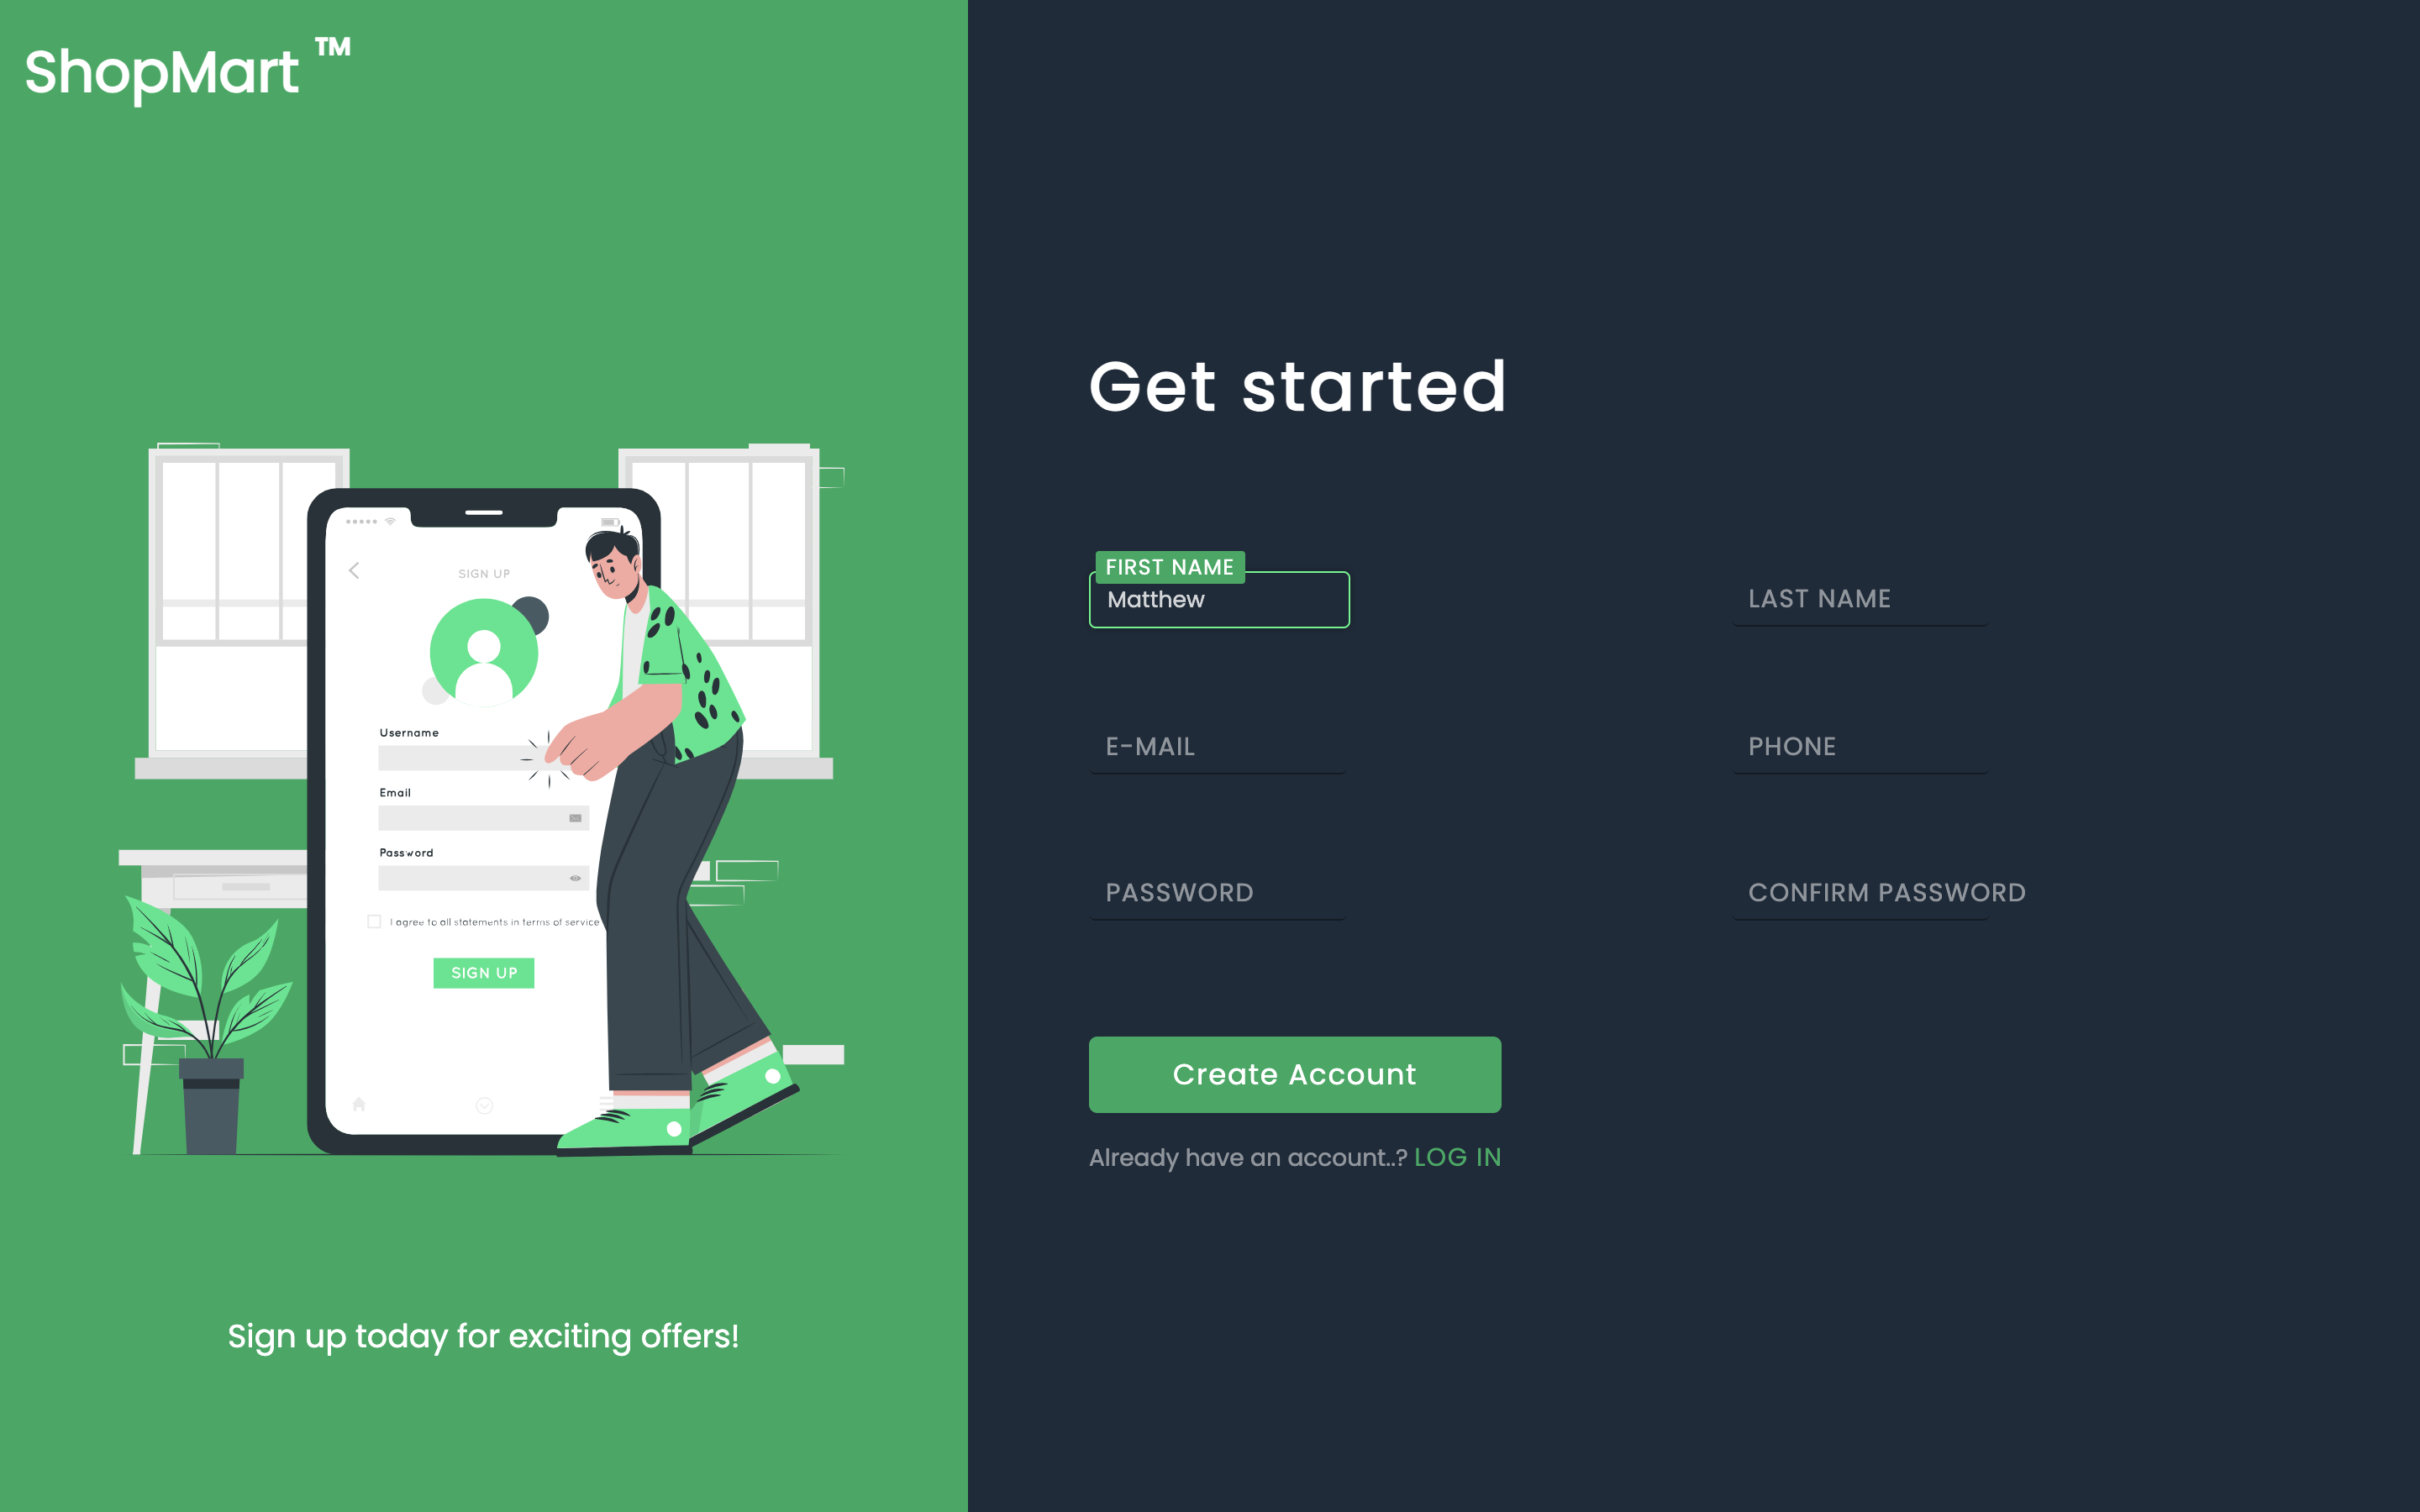 ShopMart ™
SIGN UP
Username
Email
Password
I agree to all statements in terms of service
SIGN UP
Sign up today for exciting offers!
Get started
FIRST NAME
Matthew
LAST NAME
E-MAIL
PHONE
PASSWORD
CONFIRM PASSWORD
Create Account
Already have an account..? LOG IN